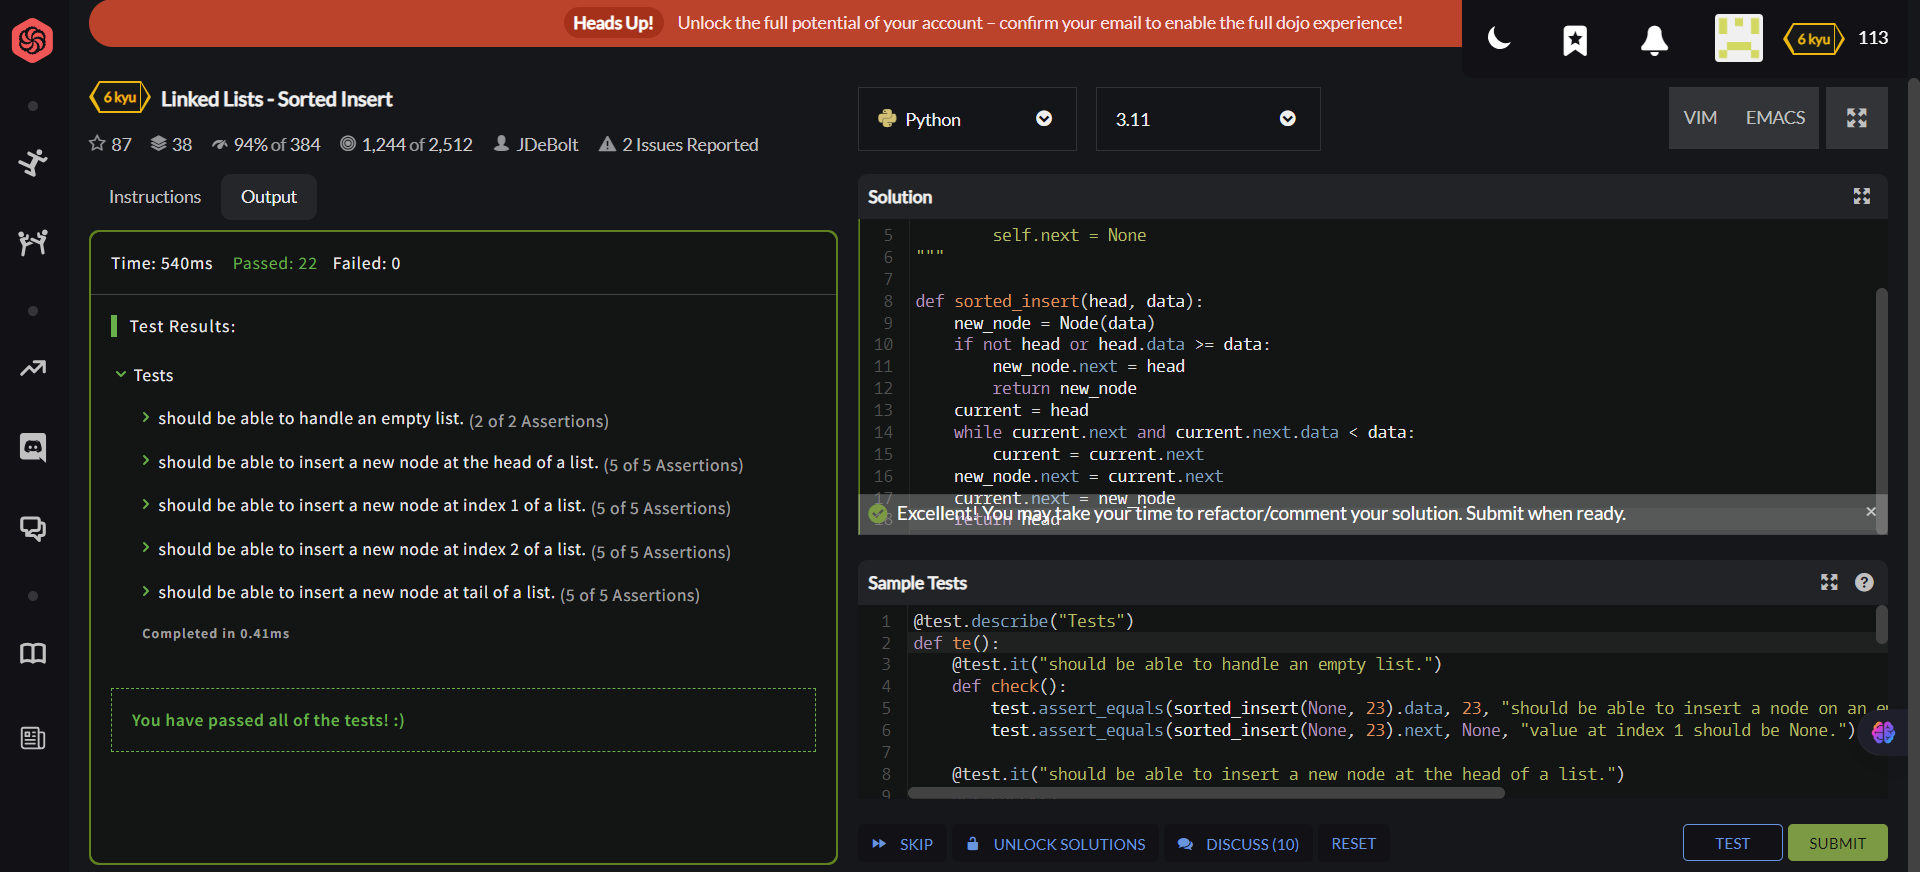 Heads Up! Unlock the full potential of your account – confirm your email to enable the full dojo experience!
6 kyu 113
6 kyu Linked Lists - Sorted Insert
87 38 94% of 384 1,244 of 2,512 JDeBolt 2 Issues Reported
Python 3.11 VIM EMACS
Instructions Output
Time: 540ms Passed: 22 Failed: 0
Test Results:
Tests
should be able to handle an empty list. (2 of 2 Assertions)
should be able to insert a new node at the head of a list. (5 of 5 Assertions)
should be able to insert a new node at index 1 of a list. (5 of 5 Assertions)
should be able to insert a new node at index 2 of a list. (5 of 5 Assertions)
should be able to insert a new node at tail of a list. (5 of 5 Assertions)
Completed in 0.41ms
You have passed all of the tests! :)
Solution
5         self.next = None
6 """
7
8 def sorted_insert(head, data):
9     new_node = Node(data)
10     if not head or head.data >= data:
11         new_node.next = head
12         return new_node
13     current = head
14     while current.next and current.next.data < data:
15         current = current.next
16     new_node.next = current.next
17     current.next = new_node
18     return head
Excellent! You may take your time to refactor/comment your solution. Submit when ready. ×
Sample Tests ?
1 @test.describe("Tests")
2 def te():
3     @test.it("should be able to handle an empty list.")
4     def check():
5         test.assert_equals(sorted_insert(None, 23).data, 23, "should be able to insert a node on an e
6         test.assert_equals(sorted_insert(None, 23).next, None, "value at index 1 should be None.")
7
8     @test.it("should be able to insert a new node at the head of a list.")
9
SKIP UNLOCK SOLUTIONS DISCUSS (10) RESET TEST SUBMIT